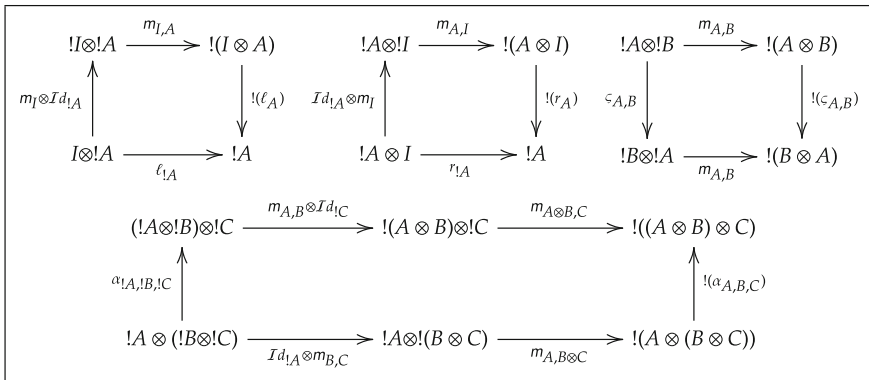 m_{I,A} m_{A,I} m_{A,B}
!I⊗!A !(I ⊗ A) !A⊗!I !(A ⊗ I) !A⊗!B !(A ⊗ B)
m_I⊗Id_{!A} !(ℓ_A) Id_{!A}⊗m_I !(r_A) ς_{A,B} !(ς_{A,B})
I⊗!A !A !A ⊗ I !A !B⊗!A !(B ⊗ A)
ℓ_{!A} r_{!A} m_{A,B}
m_{A,B}⊗Id_{!C} m_{A⊗B,C}
(!A⊗!B)⊗!C !(A ⊗ B)⊗!C !((A ⊗ B) ⊗ C)
α_{!A,!B,!C} !(α_{A,B,C})
!A ⊗ (!B⊗!C) !A⊗!(B ⊗ C) !(A ⊗ (B ⊗ C))
Id_{!A}⊗m_{B,C} m_{A,B⊗C}